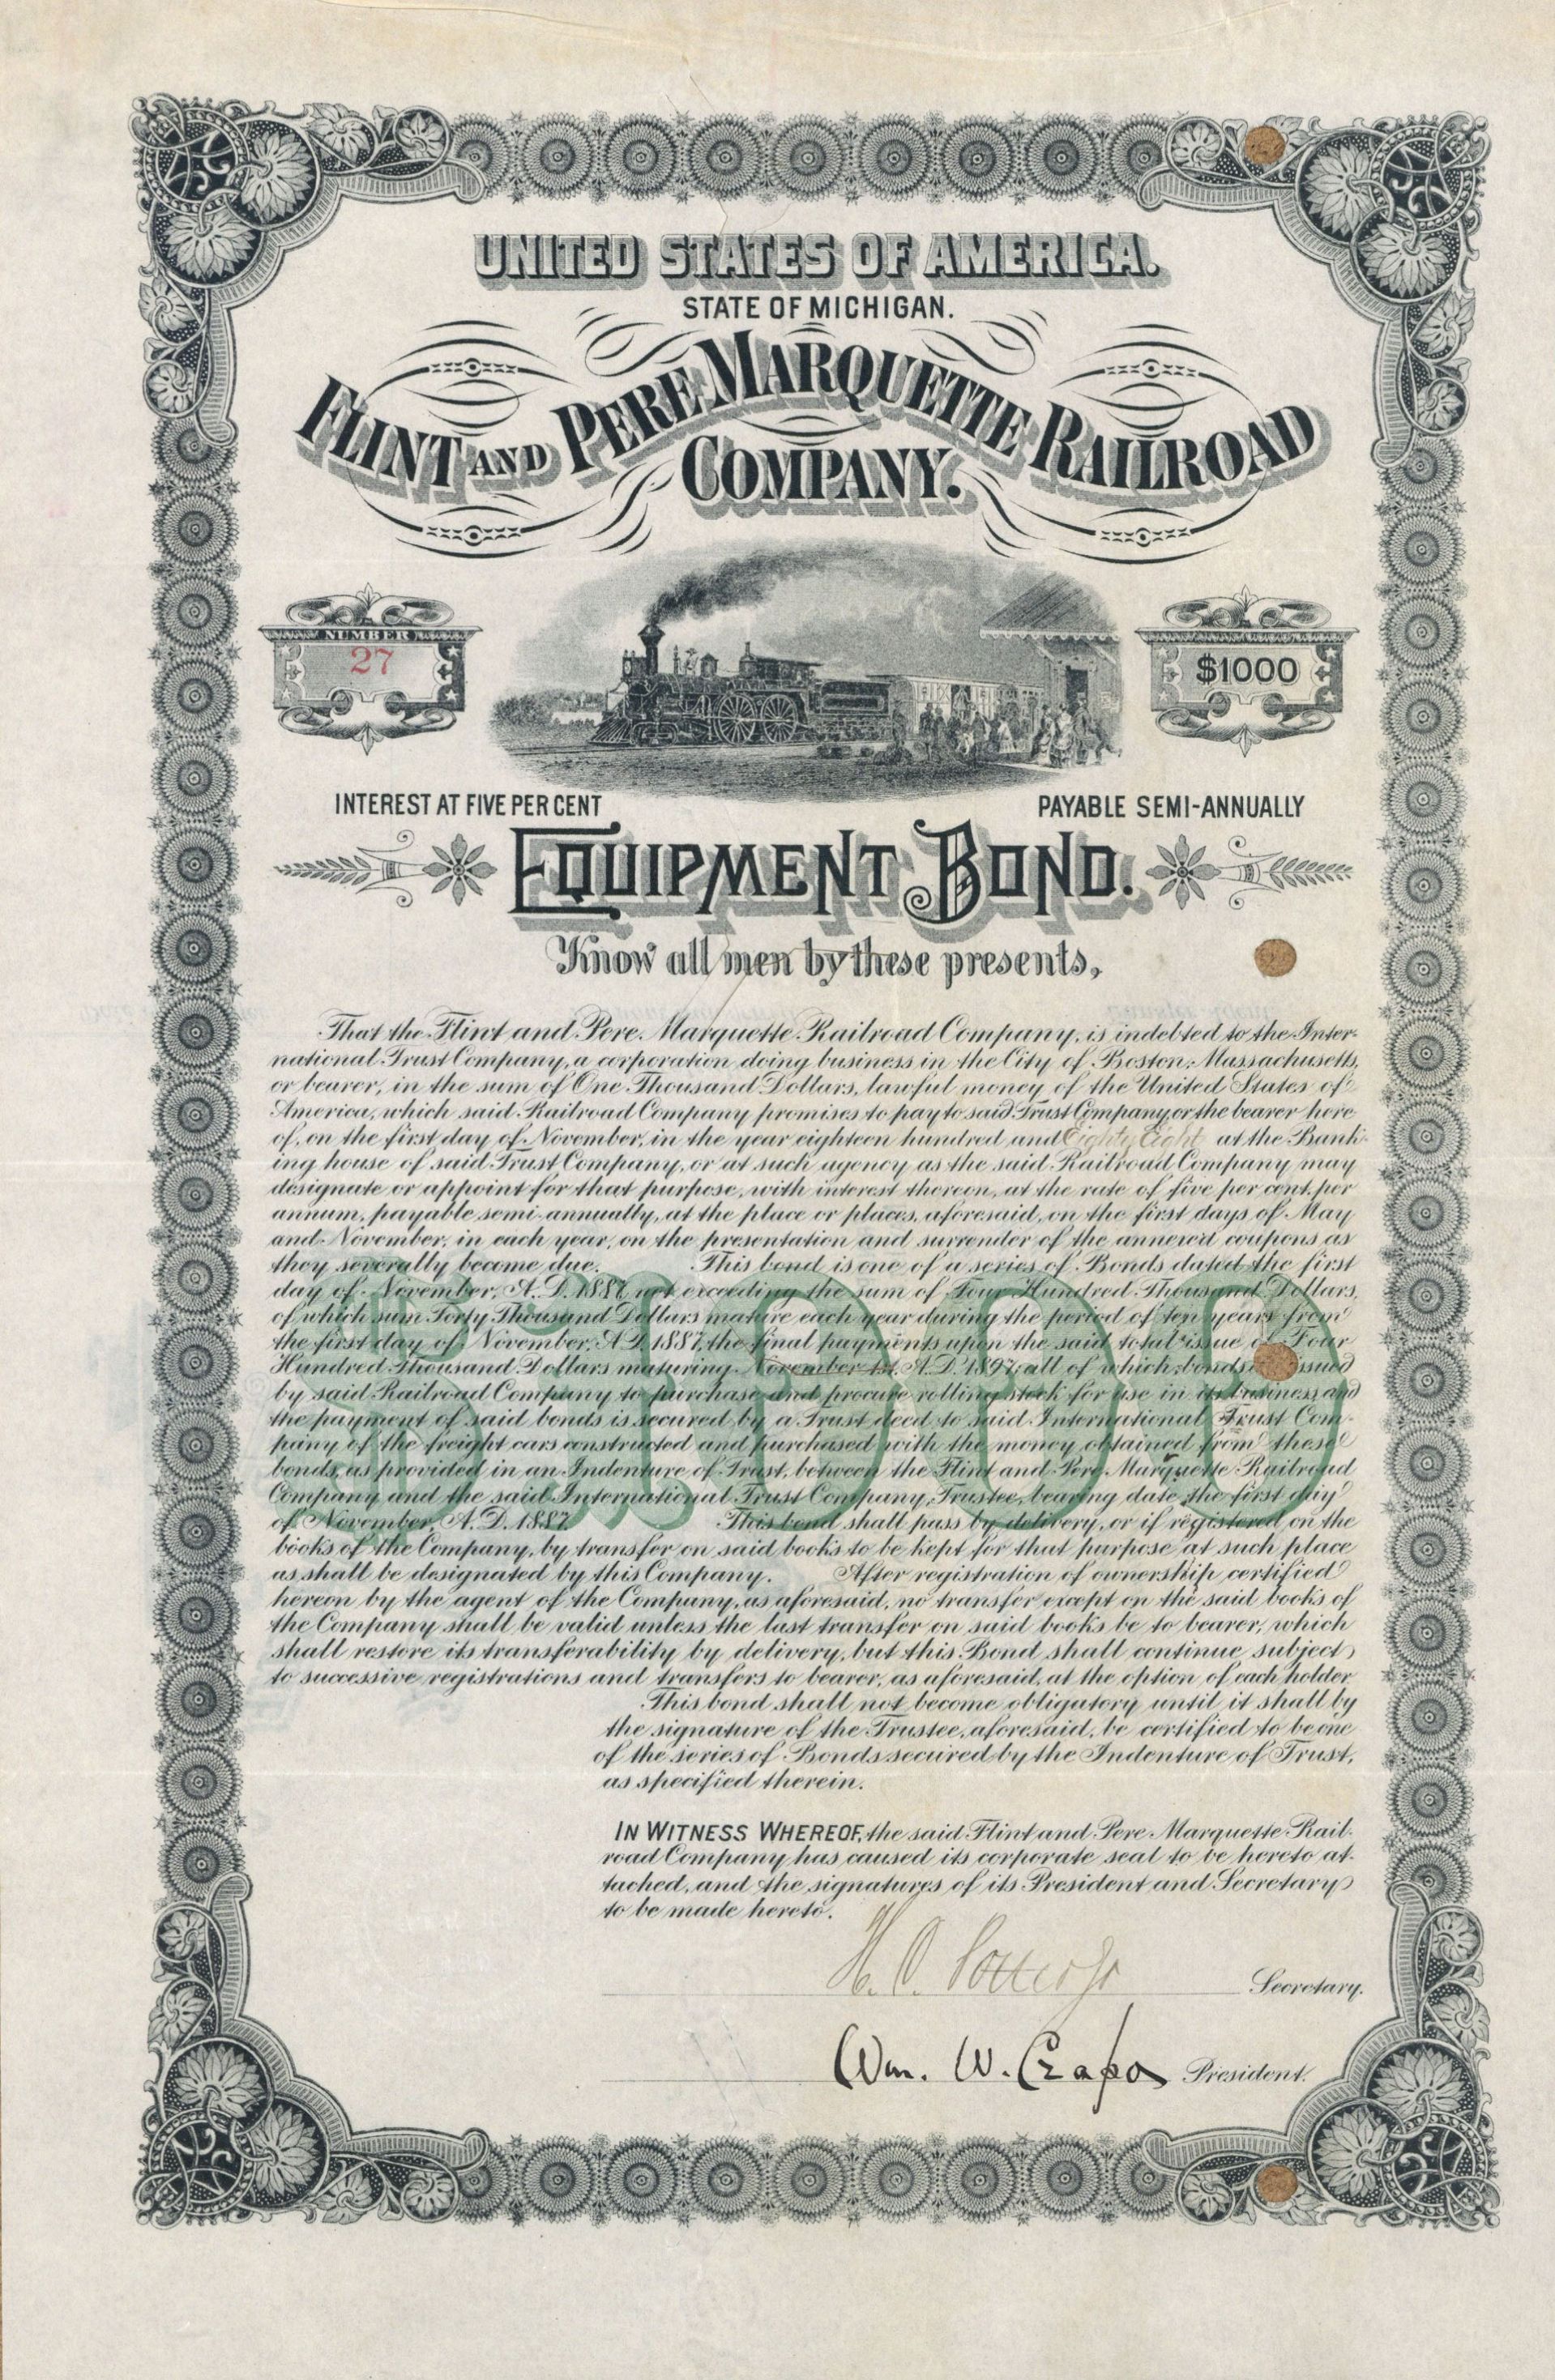 UNITED STATES OF AMERICA.
STATE OF MICHIGAN.
FLINT AND PERE MARQUETTE RAILROAD
COMPANY.
NUMBER
27
$1000
INTEREST AT FIVE PER CENT
PAYABLE SEMI-ANNUALLY
EQUIPMENT BOND.
Know all men by these presents,
That the Flint and Pere Marquette Railroad Company, is indebted to the Inter-
national Trust Company, a corporation doing business in the City of Boston, Massachusetts,
or bearer, in the sum of One Thousand Dollars, lawful money of the United States of
America, which said Railroad Company promises to pay to said Trust Company, or the bearer here
of, on the first day of November, in the year eighteen hundred and Eighty Eight at the Bank-
ing house of said Trust Company, or at such agency as the said Railroad Company may
designate or appoint for that purpose, with interest thereon, at the rate of five per cent. per
annum, payable semi-annually, at the place or places, aforesaid, on the first days of May
and November, in each year, on the presentation and surrender of the annexed coupons as
they severally become due. This bond is one of a series of Bonds dated the first
day of November, A.D. 1887, not exceeding the sum of Four Hundred Thousand Dollars,
of which sum Forty Thousand Dollars mature each year during the period of ten years from
the first day of November, A.D. 1887, the final payments upon the said total issue of Four
Hundred Thousand Dollars maturing November 1st, A.D. 1897, all of which bonds issued
by said Railroad Company to purchase and procure rolling stock for use in its business, and
the payment of said bonds is secured by a Trust deed to said International Trust Com-
pany of the freight cars constructed and purchased with the money obtained from these
bonds, as provided in an Indenture of Trust, between the Flint and Pere Marquette Railroad
Company and the said International Trust Company, Trustee, bearing date the first day
of November, A.D. 1887. This bond shall pass by delivery, or if registered on the
books of the Company, by transfer on said books to be kept for that purpose at such place
as shall be designated by this Company. After registration of ownership certified
hereon by the agent of the Company, as aforesaid, no transfer except on the said books of
the Company shall be valid unless the last transfer on said books be to bearer, which
shall restore its transferability by delivery, but this Bond shall continue subject
to successive registrations and transfers to bearer, as aforesaid, at the option of each holder
This bond shall not become obligatory until it shall by
the signature of the Trustee, aforesaid, be certified to be one
of the series of Bonds secured by the Indenture of Trust,
as specified therein.
$1000
IN WITNESS WHEREOF, the said Flint and Pere Marquette Rail-
road Company has caused its corporate seal to be hereto at-
tached, and the signatures of its President and Secretary
to be made hereto.
H. C. Potter Jr Secretary.
Wm. W. Crapo President.